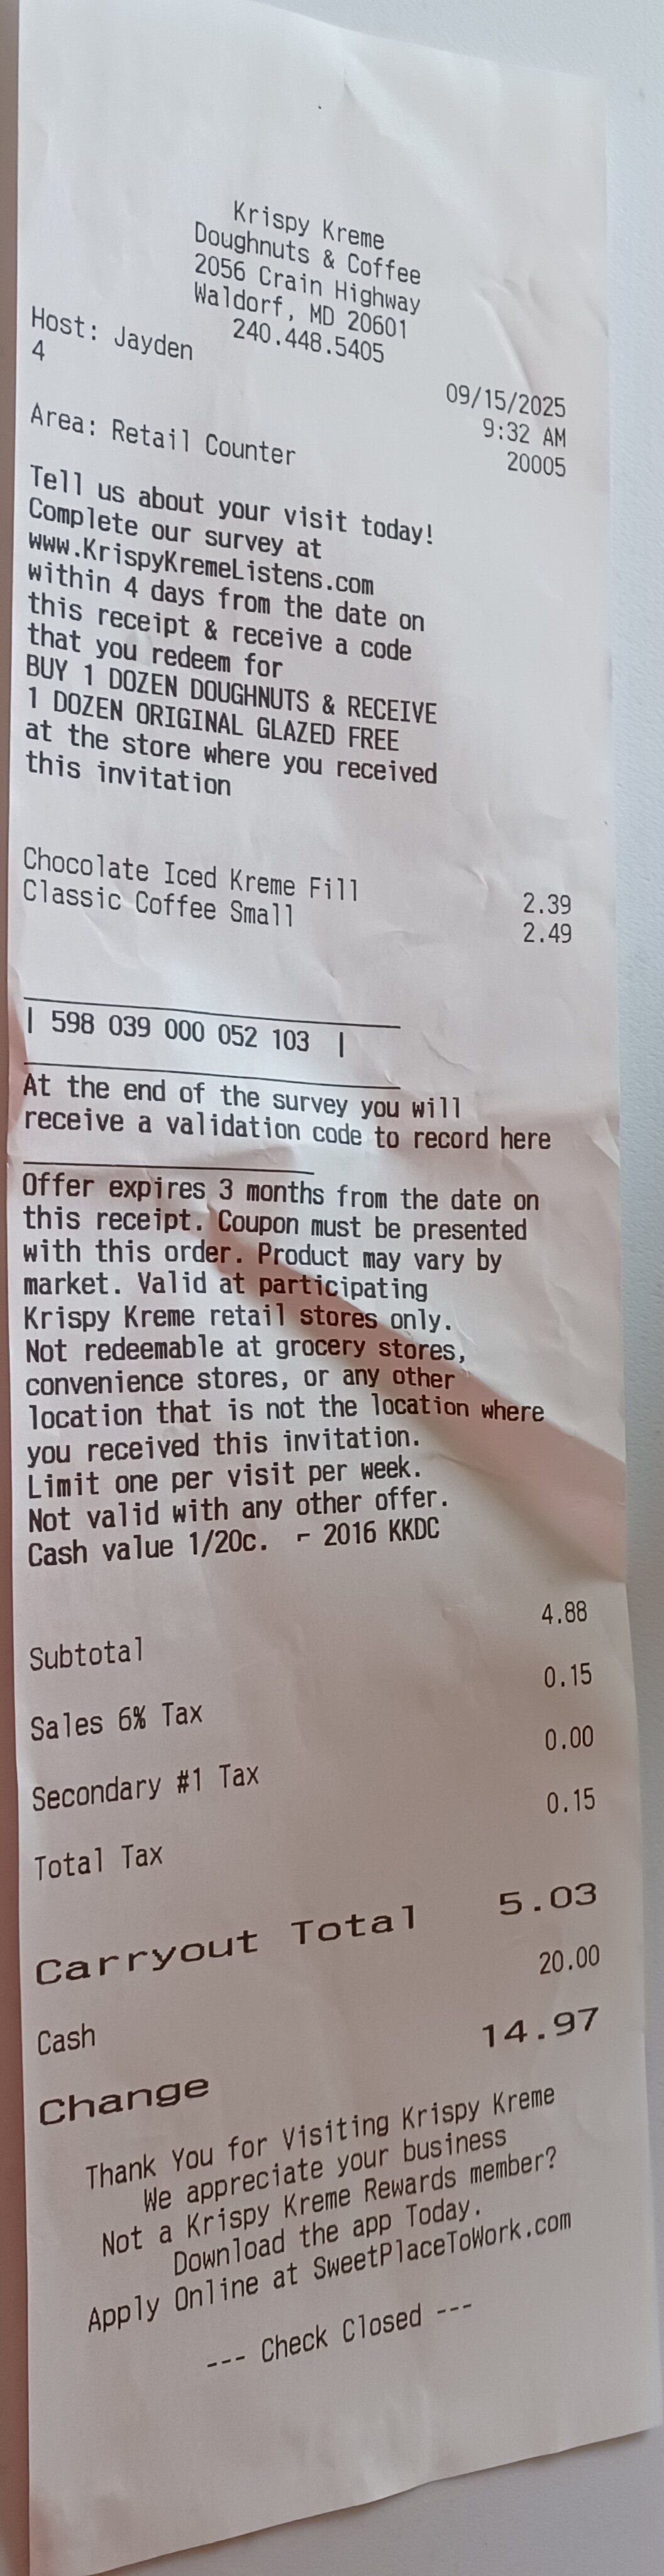 Krispy Kreme
Doughnuts & Coffee
2056 Crain Highway
Waldorf, MD 20601
240.448.5405
Host: Jayden 09/15/2025
4 9:32 AM
20005
Area: Retail Counter
Tell us about your visit today!
Complete our survey at
www.KrispyKremeListens.com
within 4 days from the date on
this receipt & receive a code
that you redeem for
BUY 1 DOZEN DOUGHNUTS & RECEIVE
1 DOZEN ORIGINAL GLAZED FREE
at the store where you received
this invitation
Chocolate Iced Kreme Fill 2.39
Classic Coffee Small 2.49
| 598 039 000 052 103 |
At the end of the survey you will
receive a validation code to record here
Offer expires 3 months from the date on
this receipt. Coupon must be presented
with this order. Product may vary by
market. Valid at participating
Krispy Kreme retail stores only.
Not redeemable at grocery stores,
convenience stores, or any other
location that is not the location where
you received this invitation.
Limit one per visit per week.
Not valid with any other offer.
Cash value 1/20c. ⌐ 2016 KKDC
Subtotal 4.88
Sales 6% Tax 0.15
Secondary #1 Tax 0.00
Total Tax 0.15
Carryout Total 5.03
Cash 20.00
Change 14.97
Thank You for Visiting Krispy Kreme
We appreciate your business
Not a Krispy Kreme Rewards member?
Download the app Today.
Apply Online at SweetPlaceToWork.com
--- Check Closed ---